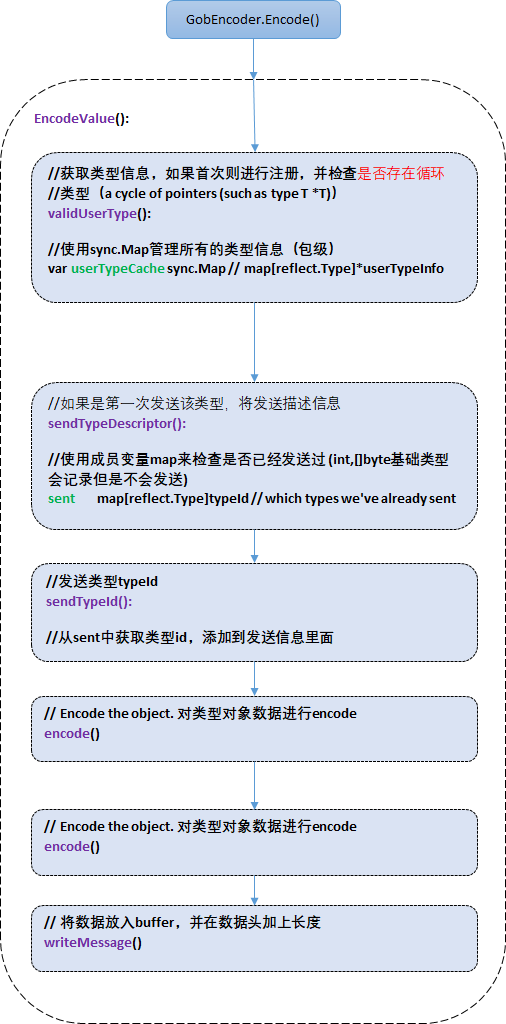 GobEncoder.Encode()
EncodeValue():
//获取类型信息，如果首次则进行注册，并检查是否存在循环
//类型（a cycle of pointers (such as type T *T)）
validUserType():
//使用sync.Map管理所有的类型信息（包级）
var userTypeCache sync.Map // map[reflect.Type]*userTypeInfo
//如果是第一次发送该类型，将发送描述信息
sendTypeDescriptor():
//使用成员变量map来检查是否已经发送过 (int,[]byte基础类型
会记录但是不会发送)
sent map[reflect.Type]typeId // which types we've already sent
//发送类型typeId
sendTypeId():
//从sent中获取类型id，添加到发送信息里面
// Encode the object. 对类型对象数据进行encode
encode()
// Encode the object. 对类型对象数据进行encode
encode()
// 将数据放入buffer，并在数据头加上长度
writeMessage()